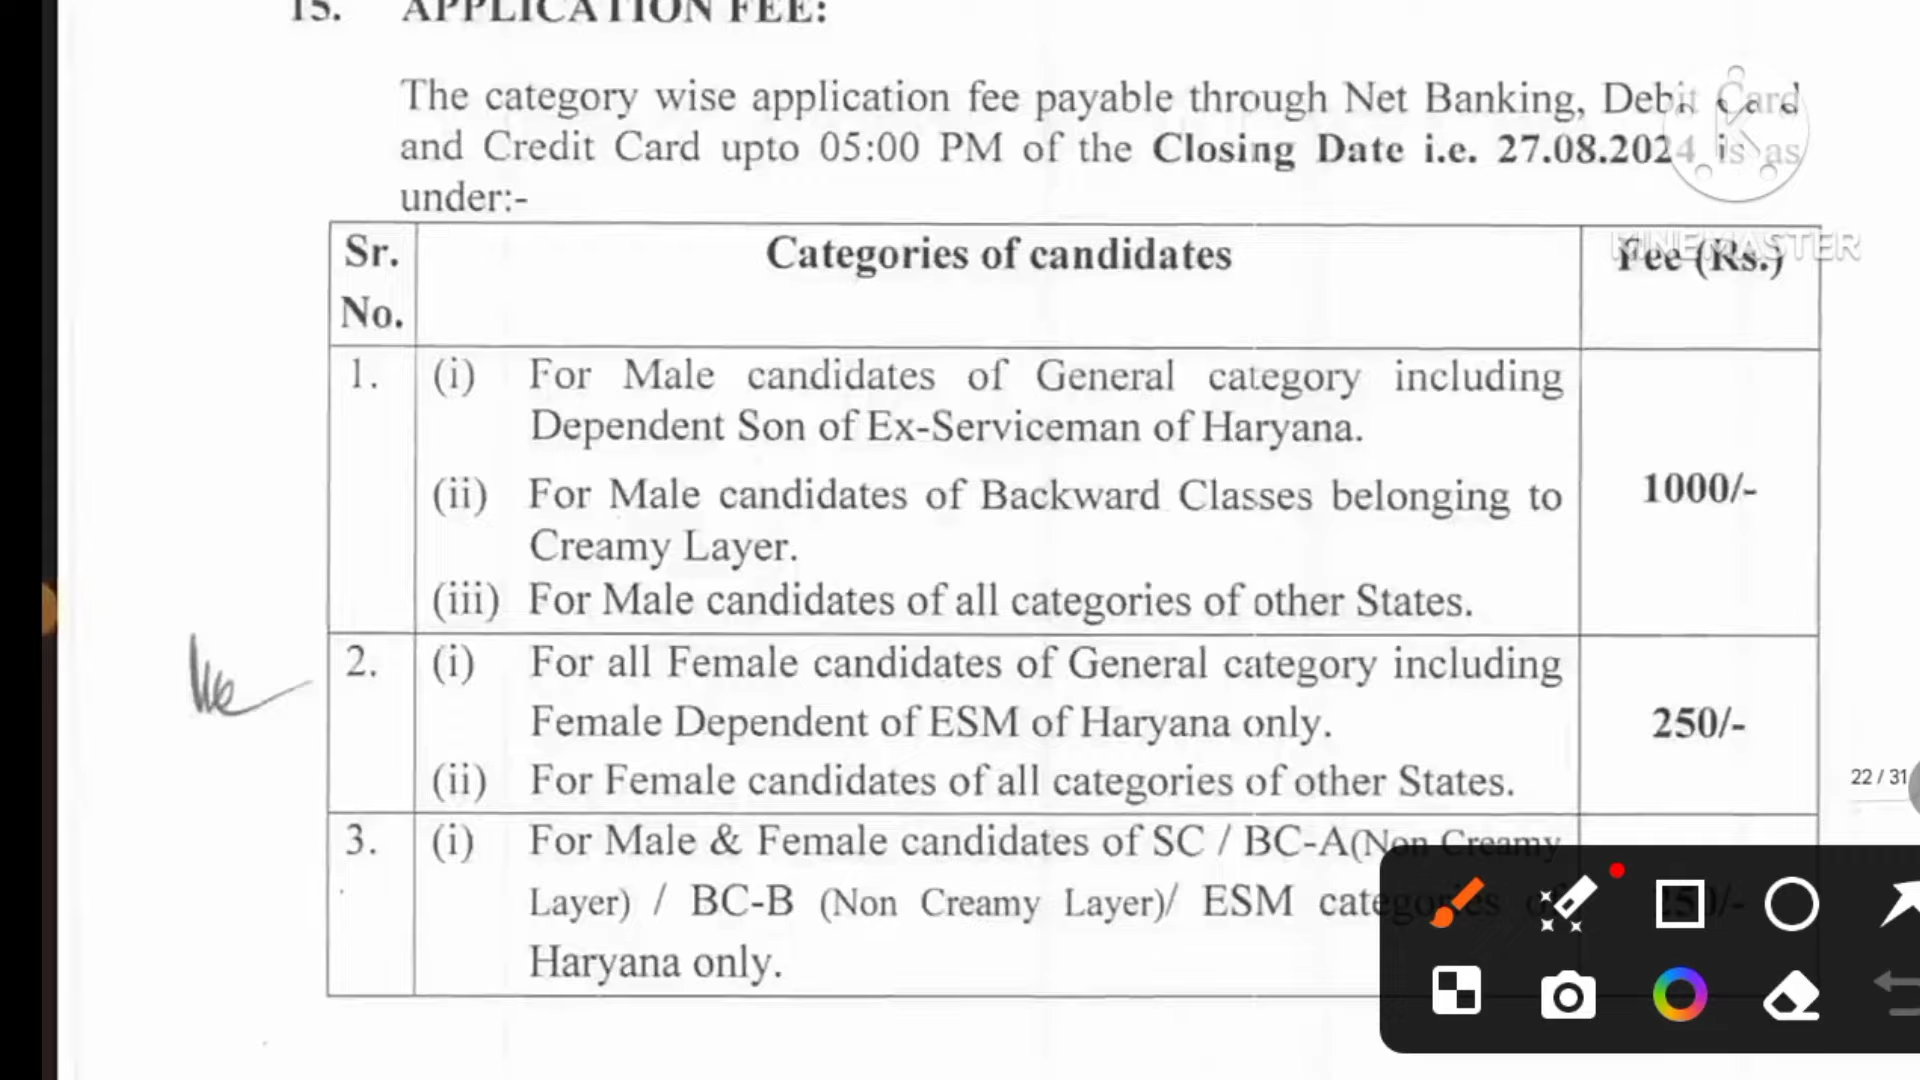 15. APPLICATION FEE:
The category wise application fee payable through Net Banking, Debit Card
and Credit Card upto 05:00 PM of the Closing Date i.e. 27.08.2024 is as
under:-
Sr. No.
Categories of candidates
Fee (Rs.)
KINEMASTER
1.
(i) For Male candidates of General category including
Dependent Son of Ex-Serviceman of Haryana.
(ii) For Male candidates of Backward Classes belonging to
Creamy Layer.
(iii) For Male candidates of all categories of other States.
1000/-
2.
(i) For all Female candidates of General category including
Female Dependent of ESM of Haryana only.
(ii) For Female candidates of all categories of other States.
250/-
22 / 31
3.
(i) For Male & Female candidates of SC / BC-A(Non Creamy
Layer) / BC-B (Non Creamy Layer)/ ESM categories of
Haryana only.
250/-